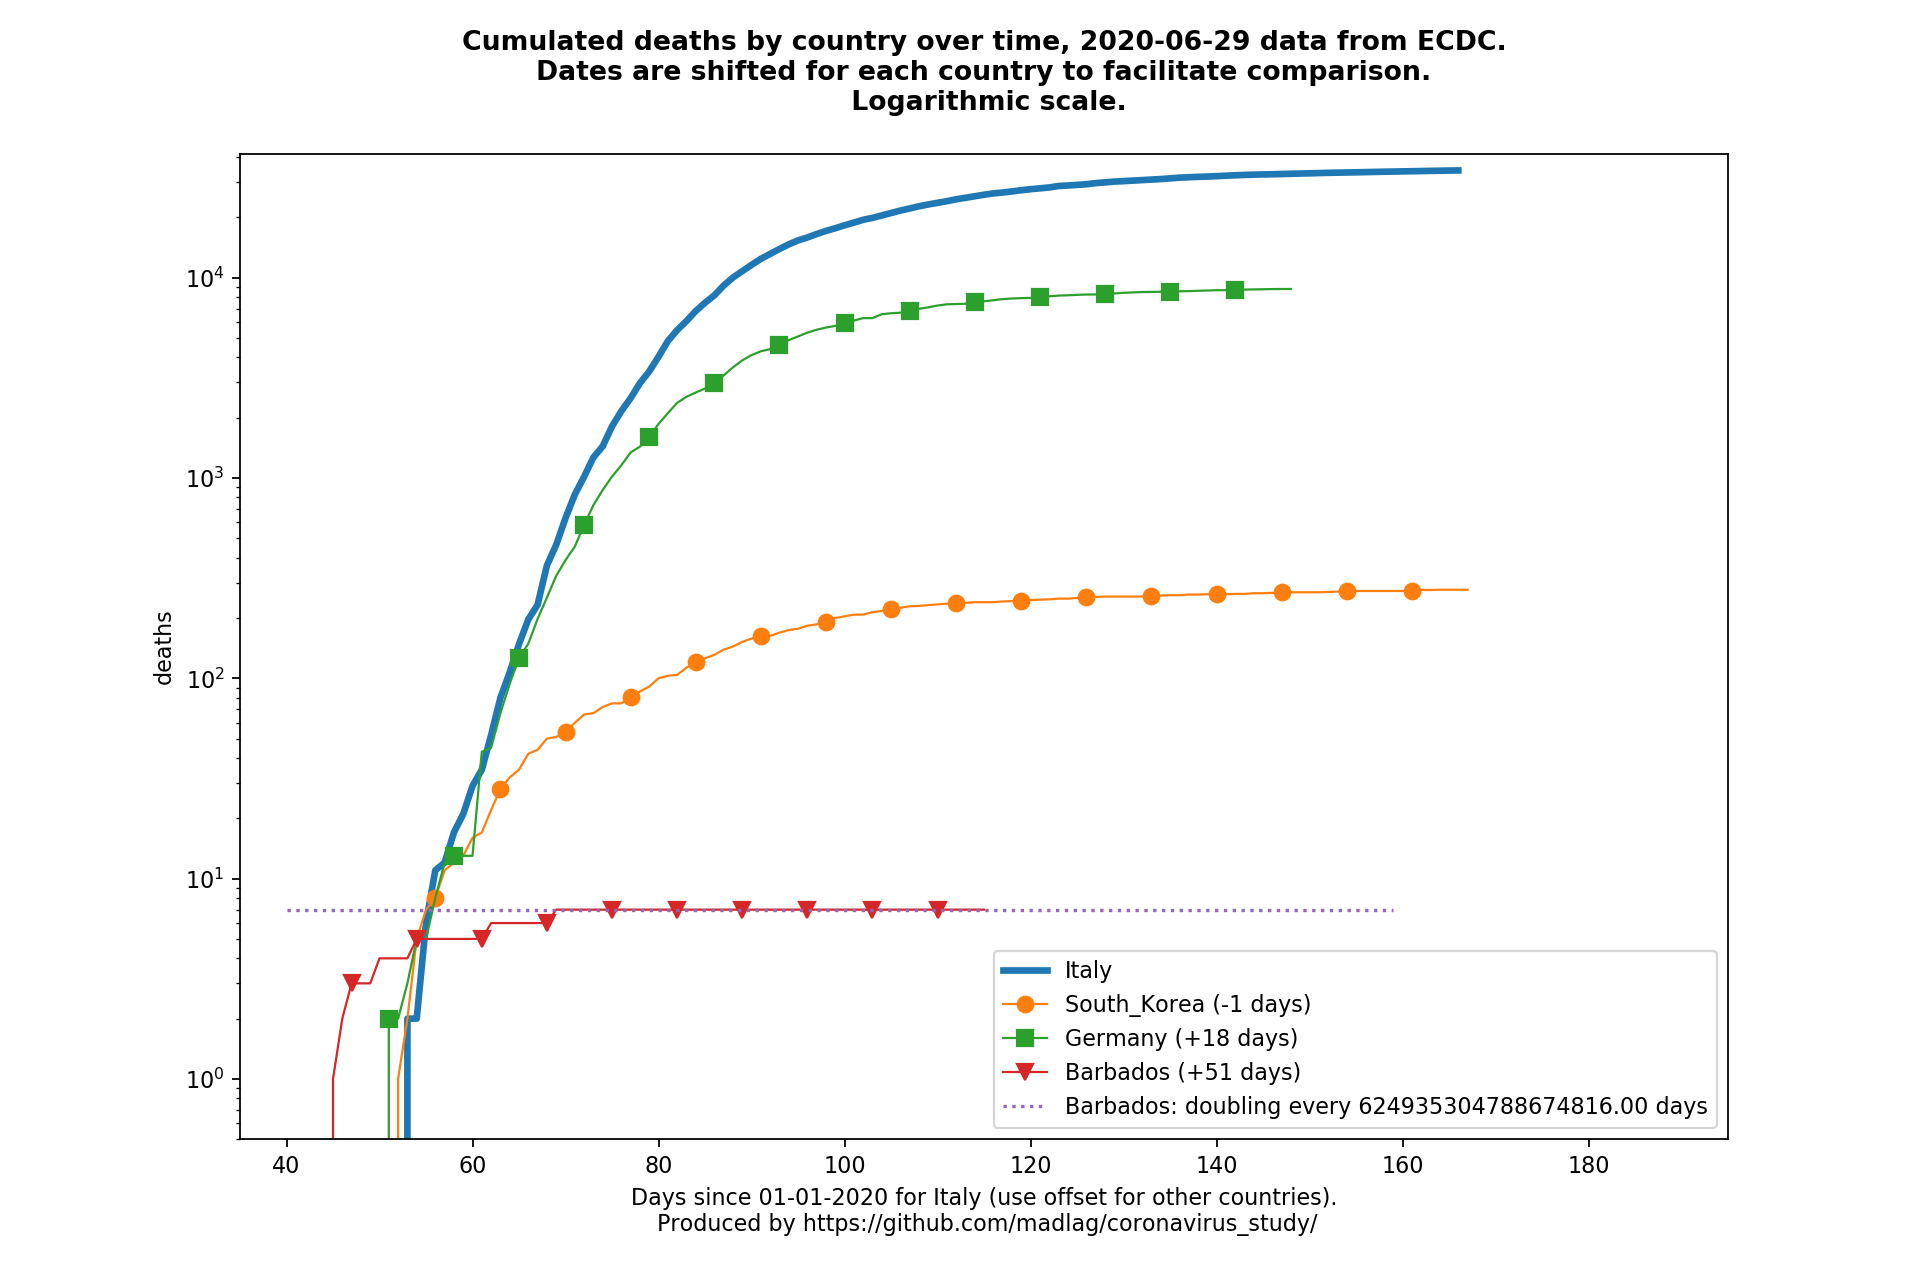 Cumulated deaths by country over time, 2020-06-29 data from ECDC.
Dates are shifted for each country to facilitate comparison.
Logarithmic scale.
10⁴
10³
10²
10¹
10⁰
deaths
Italy
South_Korea (-1 days)
Germany (+18 days)
Barbados (+51 days)
Barbados: doubling every 624935304788674816.00 days
40 60 80 100 120 140 160 180
Days since 01-01-2020 for Italy (use offset for other countries).
Produced by https://github.com/madlag/coronavirus_study/